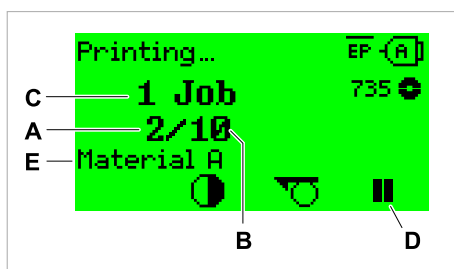 Printing... EP A
C 1 Job 735
A 2/10
E Material A
B D